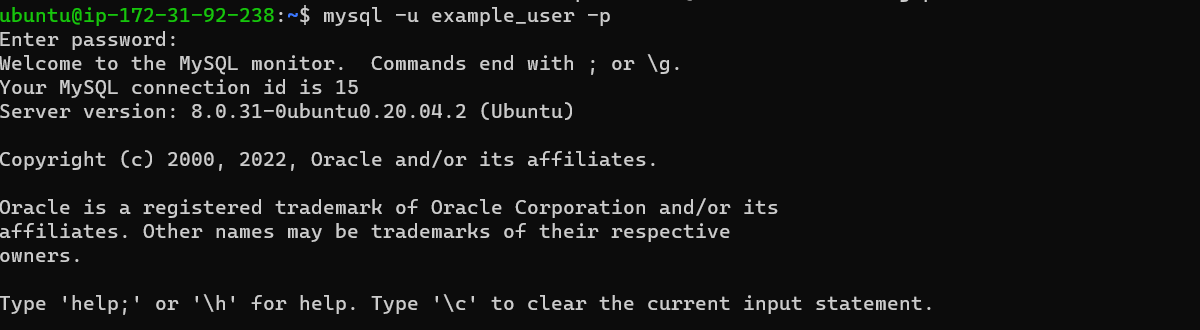 ubuntu@ip-172-31-92-238:~$ mysql -u example_user -p
Enter password:
Welcome to the MySQL monitor.  Commands end with ; or \g.
Your MySQL connection id is 15
Server version: 8.0.31-0ubuntu0.20.04.2 (Ubuntu)
Copyright (c) 2000, 2022, Oracle and/or its affiliates.
Oracle is a registered trademark of Oracle Corporation and/or its
affiliates. Other names may be trademarks of their respective
owners.
Type 'help;' or '\h' for help. Type '\c' to clear the current input statement.